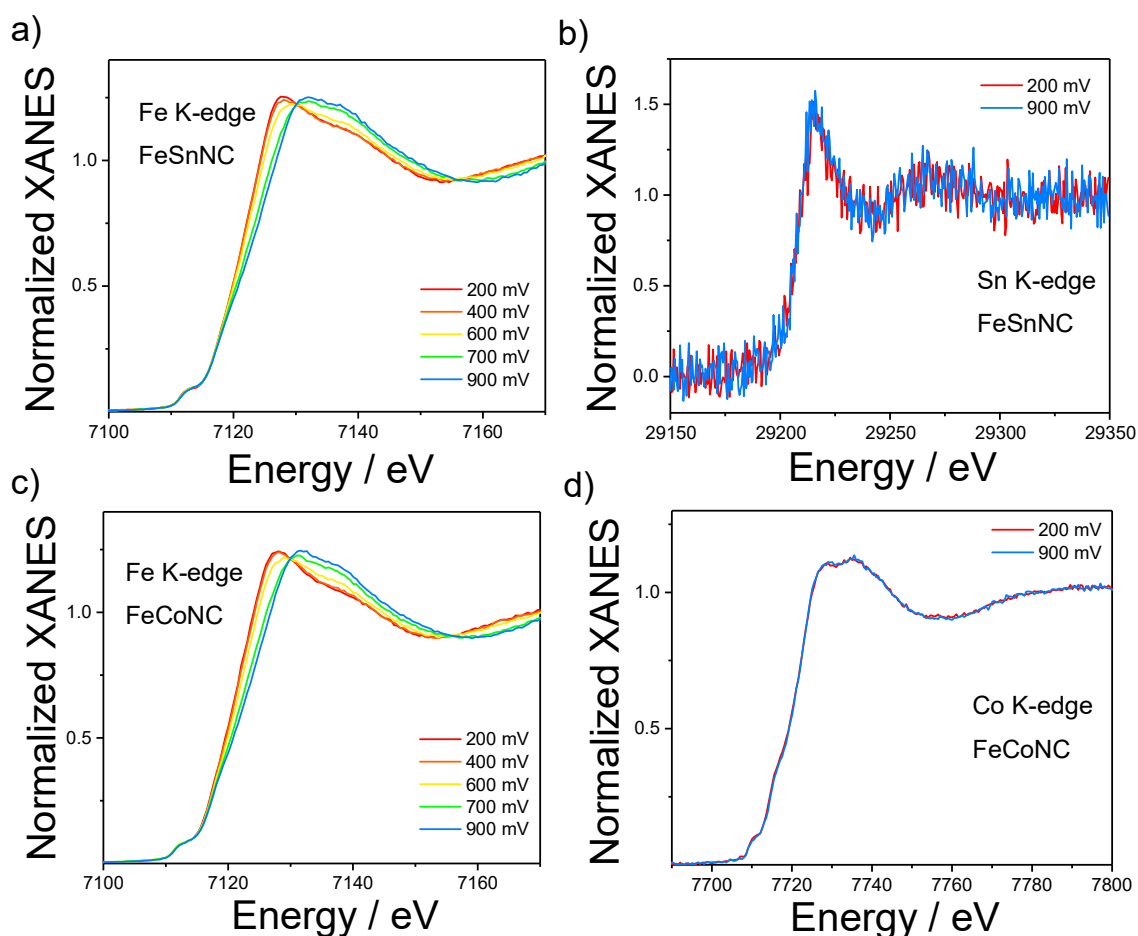 a)
Normalized XANES
Fe K-edge
FeSnNC
1.0
0.5
200 mV
400 mV
600 mV
700 mV
900 mV
7100 7120 7140 7160
Energy / eV
b)
Normalized XANES
200 mV
900 mV
1.5
1.0
0.5
0.0
Sn K-edge
FeSnNC
29150 29200 29250 29300 29350
Energy / eV
c)
Normalized XANES
Fe K-edge
FeCoNC
1.0
0.5
200 mV
400 mV
600 mV
700 mV
900 mV
7100 7120 7140 7160
Energy / eV
d)
Normalized XANES
200 mV
900 mV
1.0
0.5
Co K-edge
FeCoNC
7700 7720 7740 7760 7780 7800
Energy / eV